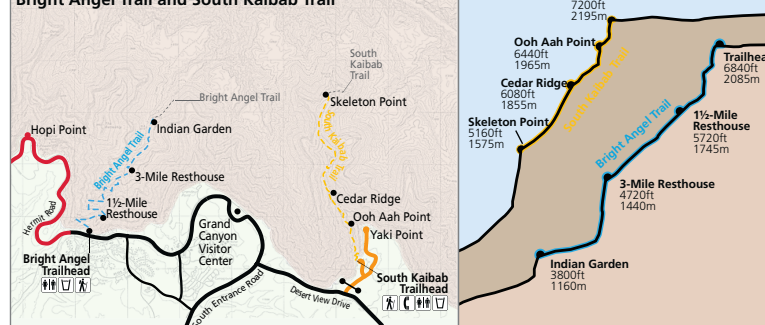 Bright Angel Trail and South Kaibab Trail
South
Kaibab
Trail
Bright Angel Trail
Skeleton Point
Indian Garden
Hopi Point
South Kaibab Trail
Bright Angel Trail
3-Mile Resthouse
1½-Mile
Resthouse
Cedar Ridge
Ooh Aah Point
Yaki Point
Hermit Road
Grand
Canyon
Visitor
Center
Bright Angel
Trailhead
South Kaibab
Trailhead
South Entrance Road
Desert View Drive
7200ft
2195m
Ooh Aah Point
6440ft
1965m
Cedar Ridge
6080ft
1855m
Skeleton Point
5160ft
1575m
South Kaibab Trail
6840ft
2085m
Bright Angel Trail
1½-Mile
Resthouse
5720ft
1745m
3-Mile Resthouse
4720ft
1440m
Indian Garden
3800ft
1160m